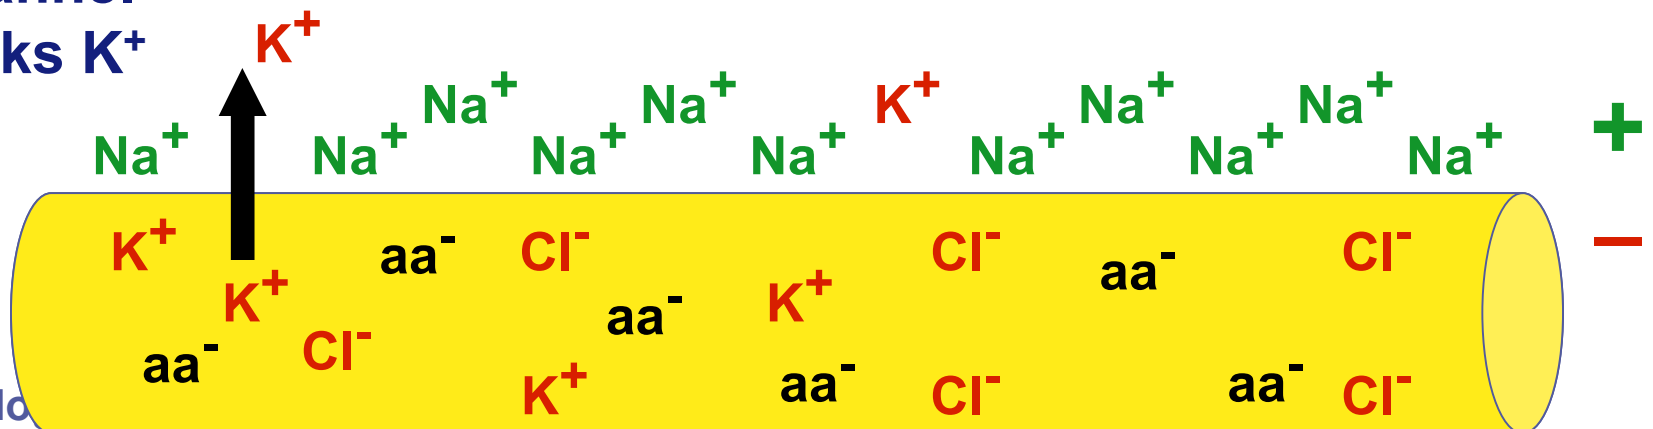 ks K⁺
K⁺
Na⁺ Na⁺ K⁺ Na⁺ Na⁺
Na⁺ Na⁺ Na⁺ Na⁺ Na⁺ Na⁺ Na⁺
+
K⁺ aa⁻ Cl⁻ Cl⁻ aa⁻ Cl⁻
−
K⁺ aa⁻ K⁺
aa⁻ Cl⁻
K⁺ aa⁻ Cl⁻ aa⁻ Cl⁻